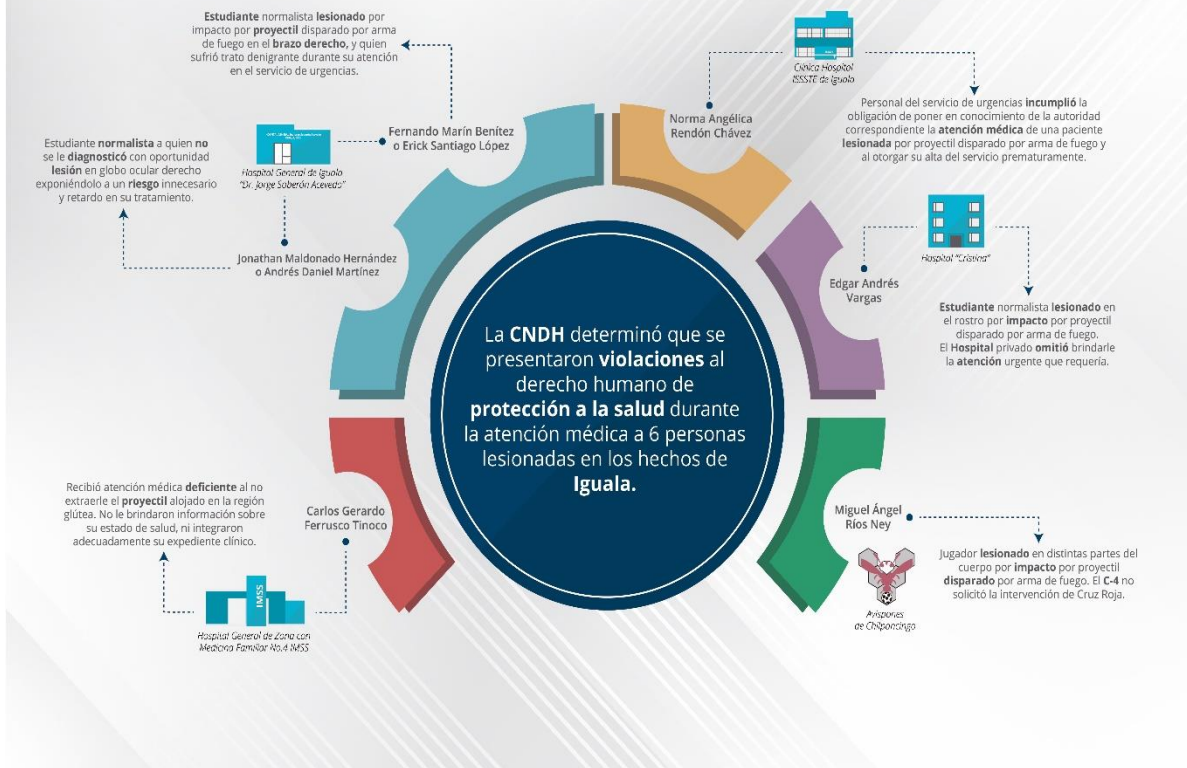 Estudiante normalista lesionado por
impacto por proyectil disparado por arma
de fuego en el brazo derecho, y quien
sufrió trato denigrante durante su atención
en el servicio de urgencias.
Fernando Marín Benítez
o Erick Santiago López
Hospital General de Iguala
"Dr. Jorge Soberón Acevedo"
Estudiante normalista a quien no
se le diagnosticó con oportunidad
lesión en globo ocular derecho
exponiéndolo a un riesgo innecesario
y retardo en su tratamiento.
Jonathan Maldonado Hernández
o Andrés Daniel Martínez
Clínica Hospital
ISSSTE de Iguala
Norma Angélica
Rendón Chávez
Personal del servicio de urgencias incumplió la
obligación de poner en conocimiento de la autoridad
correspondiente la atención médica de una paciente
lesionada por proyectil disparado por arma de fuego y
al otorgar su alta del servicio prematuramente.
Hospital "Cristina"
Edgar Andrés
Vargas
Estudiante normalista lesionado en
el rostro por impacto por proyectil
disparado por arma de fuego.
El Hospital privado omitió brindarle
la atención urgente que requería.
La CNDH determinó que se
presentaron violaciones al
derecho humano de
protección a la salud durante
la atención médica a 6 personas
lesionadas en los hechos de
Iguala.
Recibió atención médica deficiente al no
extraerle el proyectil alojado en la región
glútea. No le brindaron información sobre
su estado de salud, ni integraron
adecuadamente su expediente clínico.
Carlos Gerardo
Ferrusco Tinoco
IMSS
Hospital General de Zona con
Medicina Familiar No.4 IMSS
Miguel Ángel
Ríos Ney
Avispones
de Chilpancingo
Jugador lesionado en distintas partes del
cuerpo por impacto por proyectil
disparado por arma de fuego. El C-4 no
solicitó la intervención de Cruz Roja.